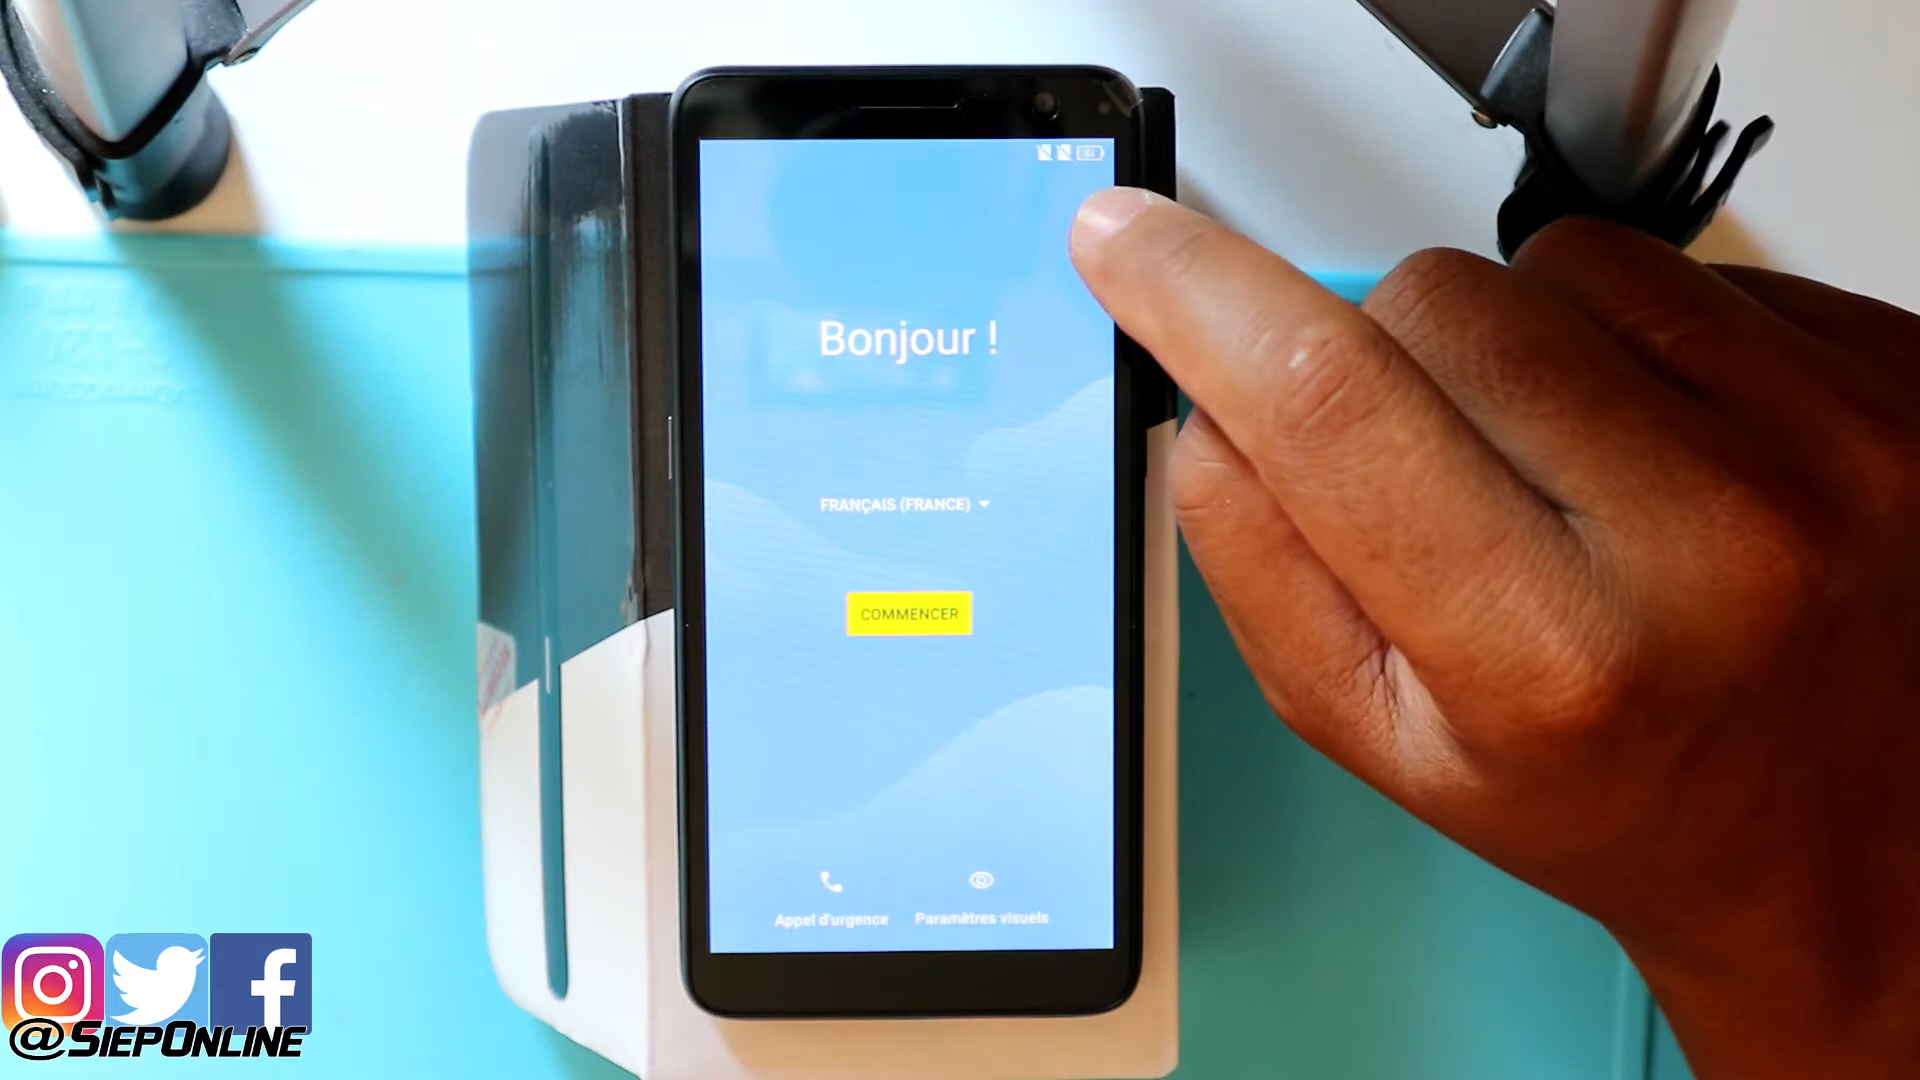 Bonjour !
FRANÇAIS (FRANCE)
COMMENCER
Appel d'urgence
Paramètres visuels
@SIEPONLINE